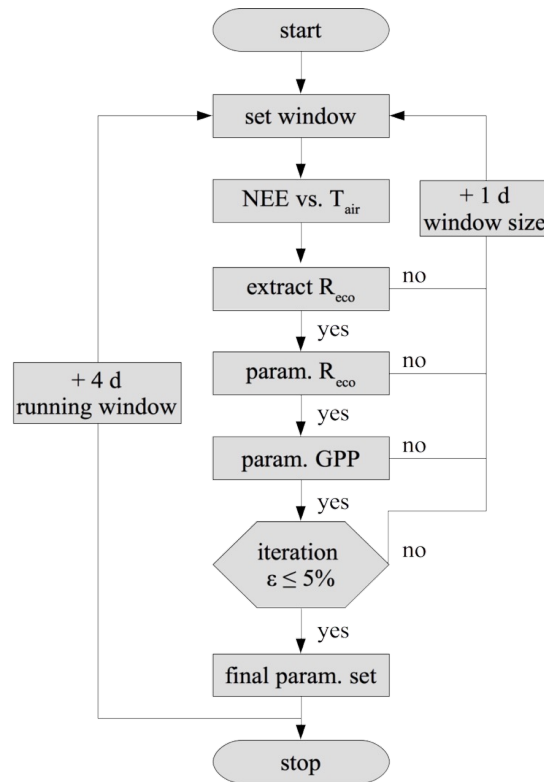 start
set window
NEE vs. T_air
+ 1 d
window size
extract R_eco
no
yes
+ 4 d
running window
param. R_eco
no
yes
param. GPP
no
yes
iteration
ε ≤ 5%
no
yes
final param. set
stop